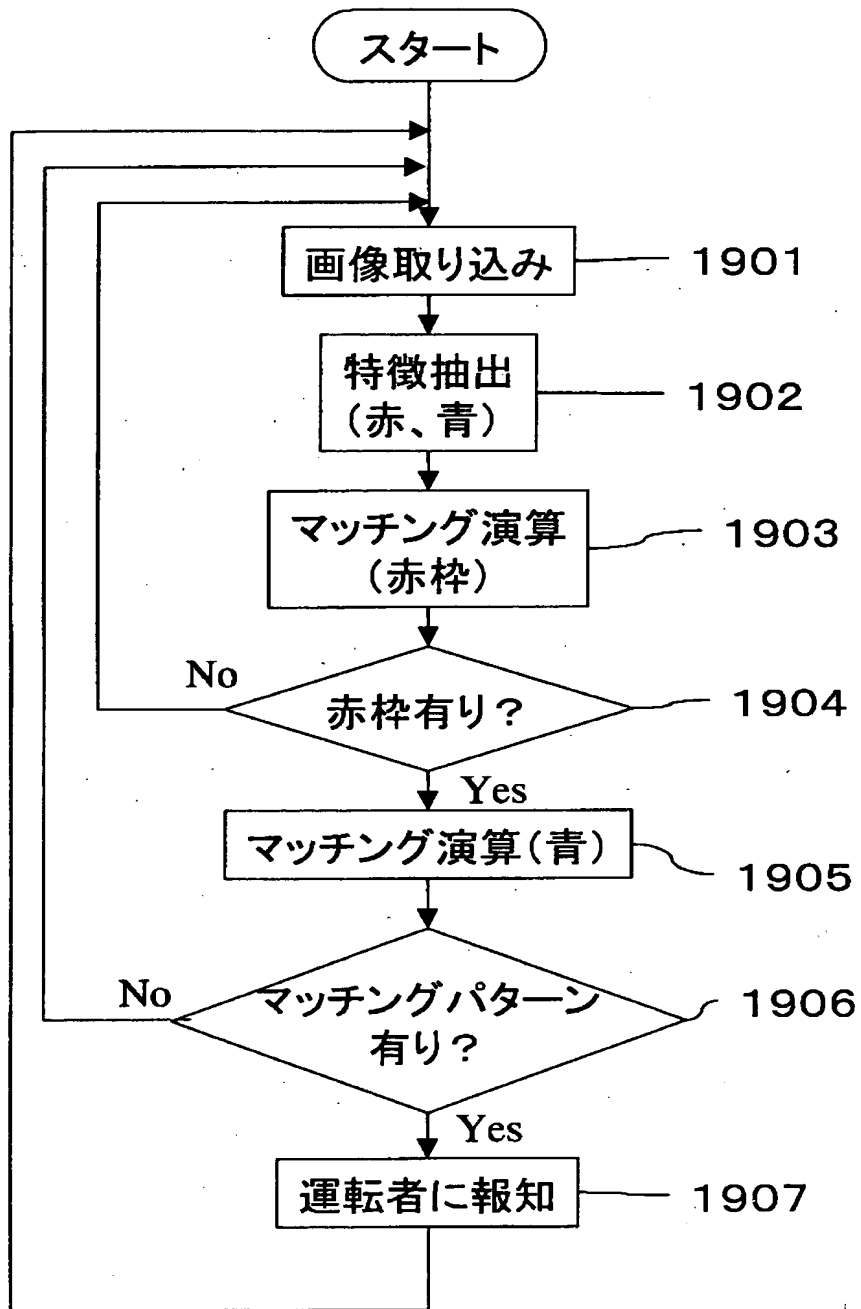 スタート
画像取り込み
1901
特徴抽出
(赤、青)
1902
マッチング演算
(赤枠)
1903
No
赤枠有り?
1904
Yes
マッチング演算(青)
1905
No
マッチングパターン
有り?
1906
Yes
運転者に報知
1907